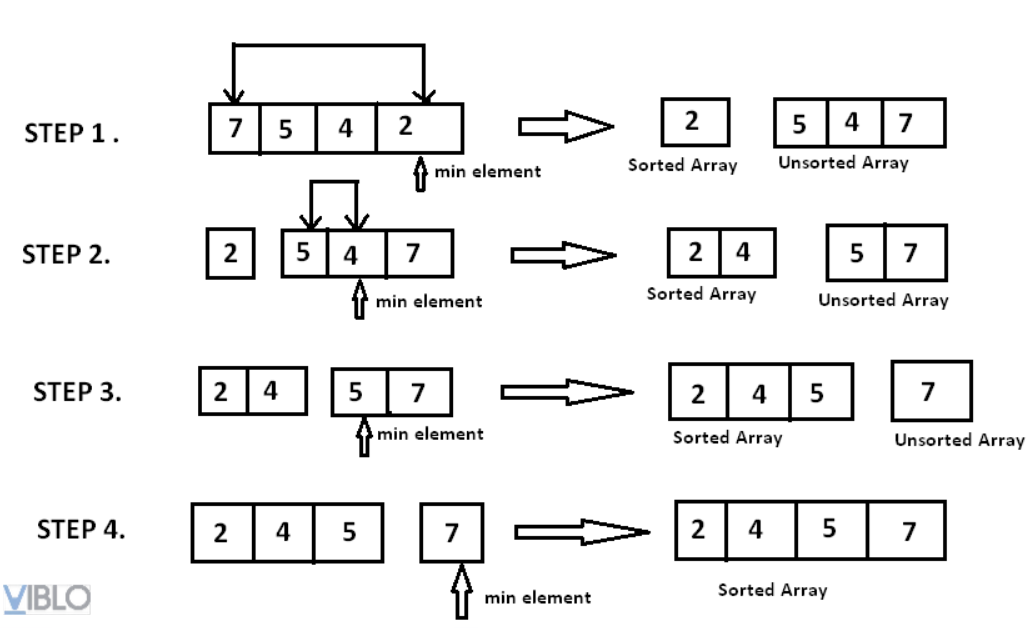 STEP 1 .
7 5 4 2
min element
2
Sorted Array
5 4 7
Unsorted Array
STEP 2.
2
5 4 7
min element
2 4
Sorted Array
5 7
Unsorted Array
STEP 3.
2 4
5 7
min element
2 4 5
Sorted Array
7
Unsorted Array
STEP 4.
2 4 5
7
min element
2 4 5 7
Sorted Array
VIBLO